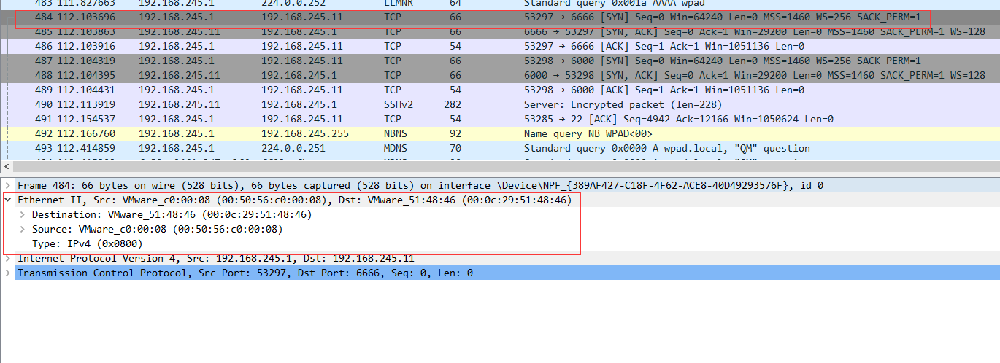 483 111.827663 192.168.245.1 224.0.0.252 LLMNR 64 Standard query 0x001a AAAA wpad
484 112.103696 192.168.245.1 192.168.245.11 TCP 66 53297 → 6666 [SYN] Seq=0 Win=64240 Len=0 MSS=1460 WS=256 SACK_PERM=1
485 112.103863 192.168.245.11 192.168.245.1 TCP 66 6666 → 53297 [SYN, ACK] Seq=0 Ack=1 Win=29200 Len=0 MSS=1460 SACK_PERM=1 WS=128
486 112.103916 192.168.245.1 192.168.245.11 TCP 54 53297 → 6666 [ACK] Seq=1 Ack=1 Win=1051136 Len=0
487 112.104319 192.168.245.1 192.168.245.11 TCP 66 53298 → 6000 [SYN] Seq=0 Win=64240 Len=0 MSS=1460 WS=256 SACK_PERM=1
488 112.104395 192.168.245.11 192.168.245.1 TCP 66 6000 → 53298 [SYN, ACK] Seq=0 Ack=1 Win=29200 Len=0 MSS=1460 SACK_PERM=1 WS=128
489 112.104431 192.168.245.1 192.168.245.11 TCP 54 53298 → 6000 [ACK] Seq=1 Ack=1 Win=1051136 Len=0
490 112.113919 192.168.245.11 192.168.245.1 SSHv2 282 Server: Encrypted packet (len=228)
491 112.154537 192.168.245.1 192.168.245.11 TCP 54 53285 → 22 [ACK] Seq=4942 Ack=12166 Win=1050624 Len=0
492 112.166760 192.168.245.1 192.168.245.255 NBNS 92 Name query NB WPAD<00>
493 112.414859 192.168.245.1 224.0.0.251 MDNS 70 Standard query 0x0000 A wpad.local, "QM" question
Frame 484: 66 bytes on wire (528 bits), 66 bytes captured (528 bits) on interface \Device\NPF_{389AF427-C18F-4F62-ACE8-40D49293576F}, id 0
Ethernet II, Src: VMware_c0:00:08 (00:50:56:c0:00:08), Dst: VMware_51:48:46 (00:0c:29:51:48:46)
Destination: VMware_51:48:46 (00:0c:29:51:48:46)
Source: VMware_c0:00:08 (00:50:56:c0:00:08)
Type: IPv4 (0x0800)
Internet Protocol Version 4, Src: 192.168.245.1, Dst: 192.168.245.11
Transmission Control Protocol, Src Port: 53297, Dst Port: 6666, Seq: 0, Len: 0